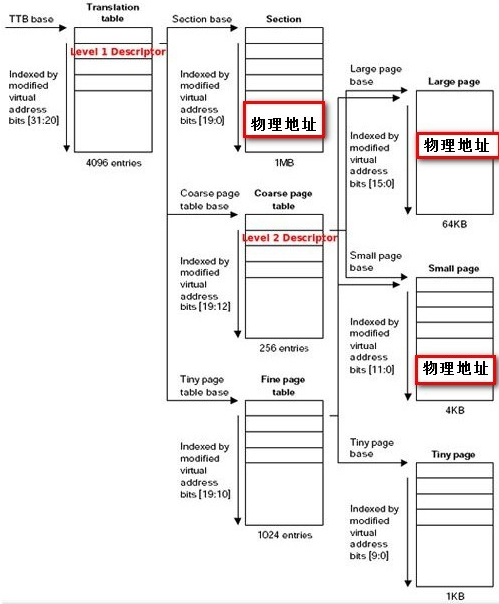 TTB base
Translation
table
Level 1 Descriptor
Indexed by
modified
virtual
address
bits [31:20]
4096 entries
Section base
Section
Indexed by
modified
virtual
address
bits [19:0]
物理地址
1MB
Coarse page
table base
Coarse page
table
Level 2 Descriptor
Indexed by
modified
virtual
address
bits [19:12]
256 entries
Tiny page
table base
Fine page
table
Indexed by
modified
virtual
address
bits [19:10]
1024 entries
Large page
base
Large page
Indexed by
modified
virtual
address
bits [15:0]
物理地址
64KB
Small page
base
Small page
Indexed by
modified
virtual
address
bits [11:0]
物理地址
4KB
Tiny page
base
Tiny page
Indexed by
modified
virtual
address
bits [9:0]
1KB